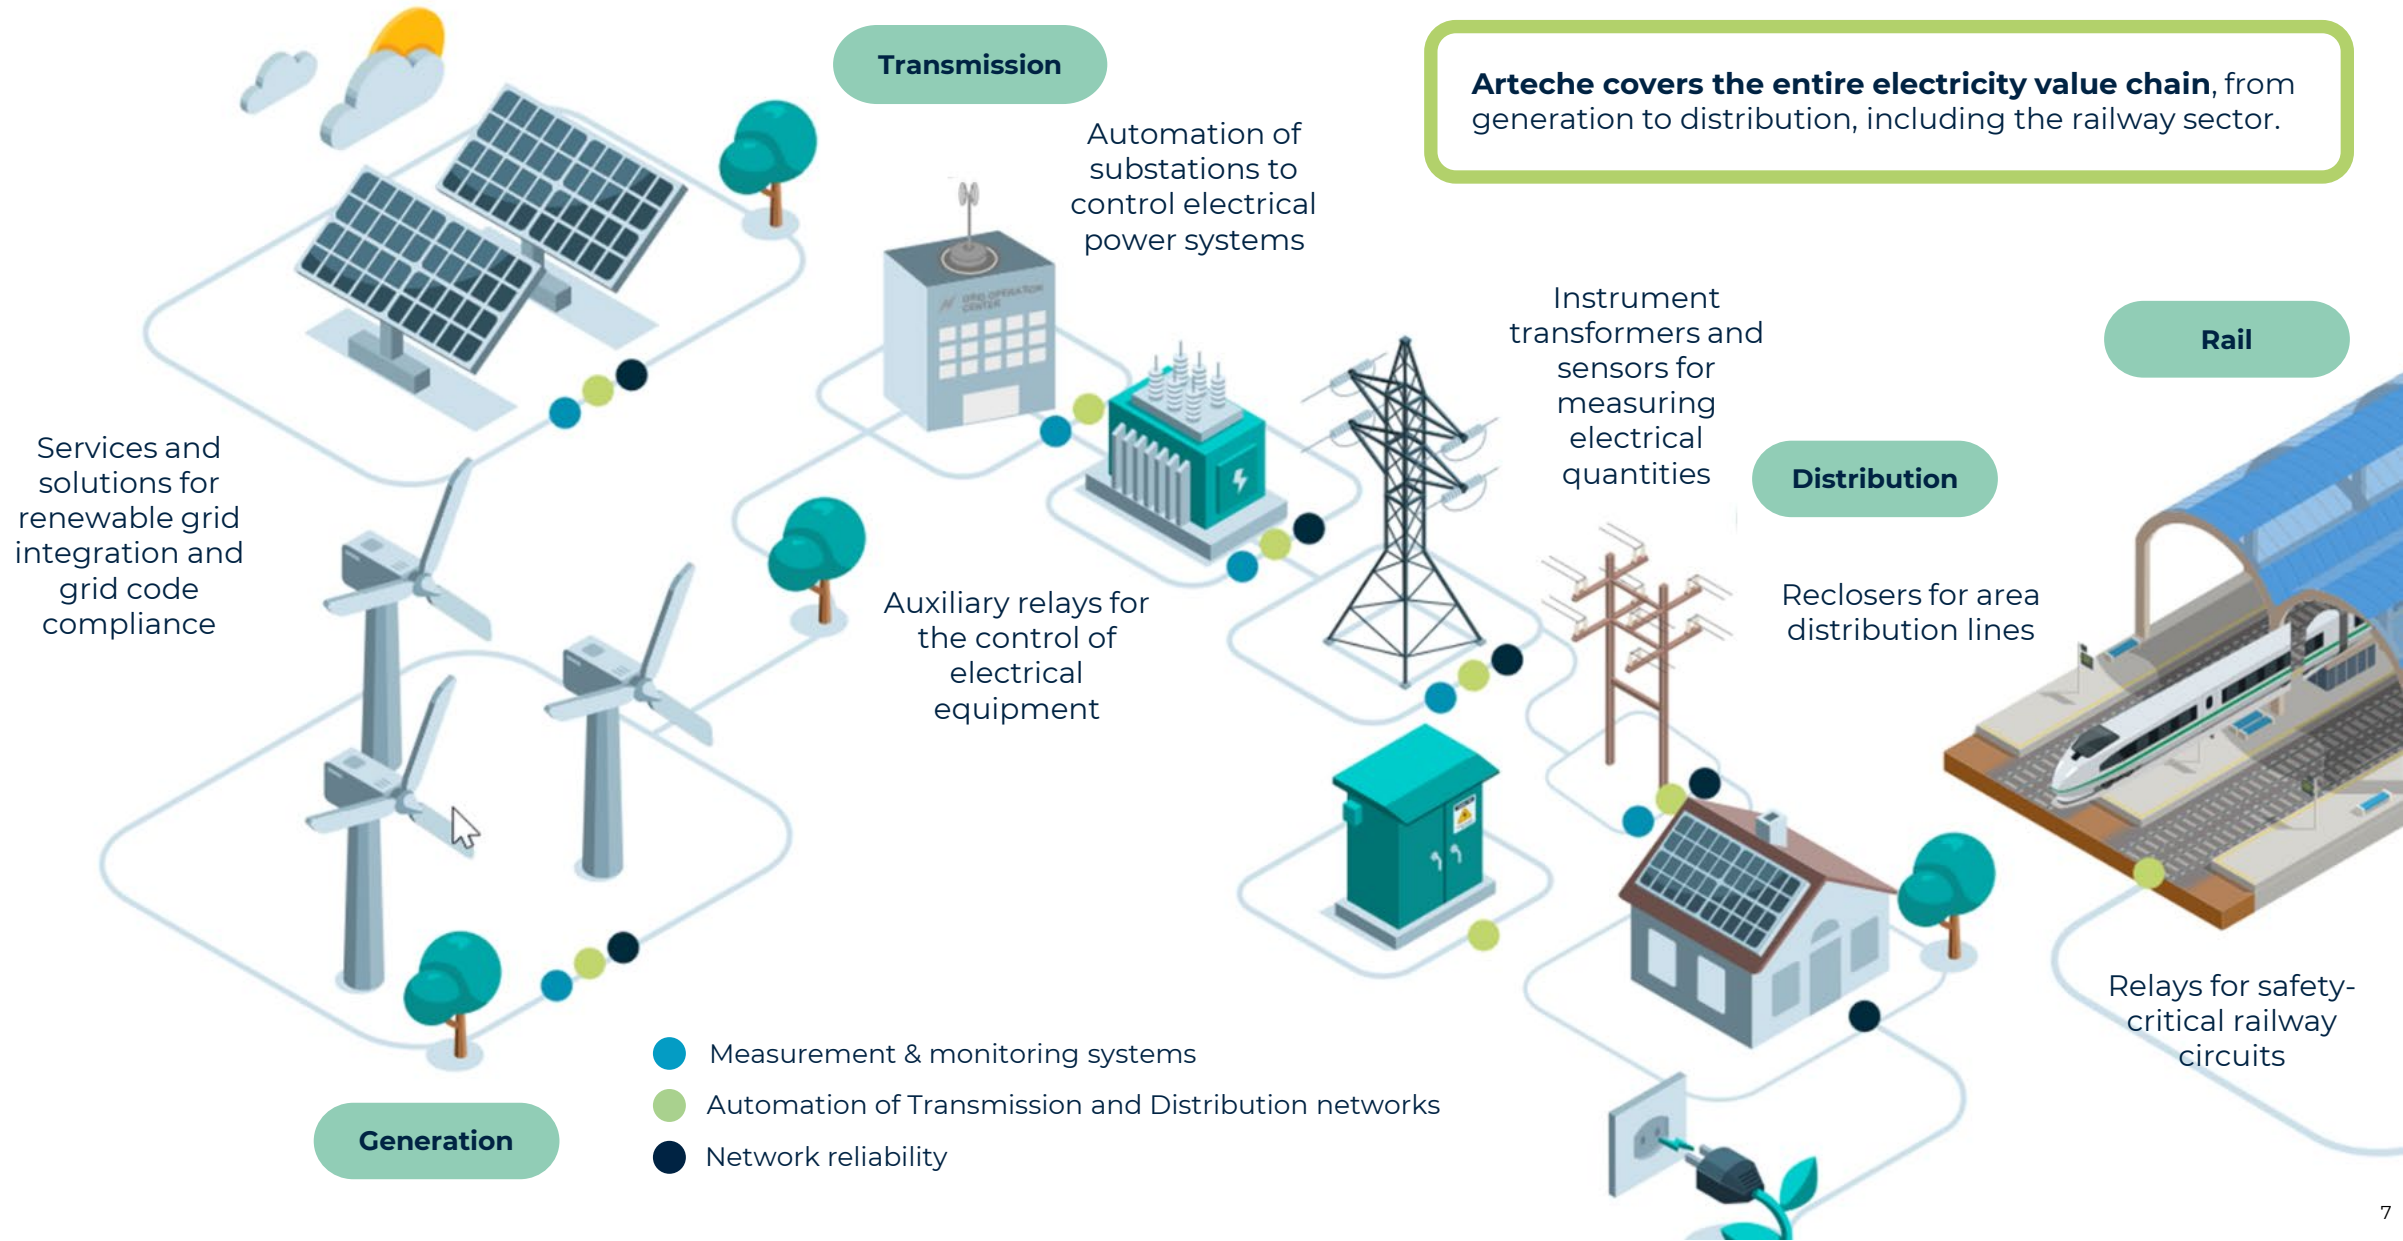 Transmission
Arteche covers the entire electricity value chain, from
generation to distribution, including the railway sector.
Automation of
substations to
control electrical
power systems
GRID OPERATION
CENTER
Instrument
transformers and
sensors for
measuring
electrical
quantities
Rail
Distribution
Services and
solutions for
renewable grid
integration and
grid code
compliance
Auxiliary relays for
the control of
electrical
equipment
Reclosers for area
distribution lines
Relays for safety-
critical railway
circuits
Measurement & monitoring systems
Automation of Transmission and Distribution networks
Network reliability
Generation
7